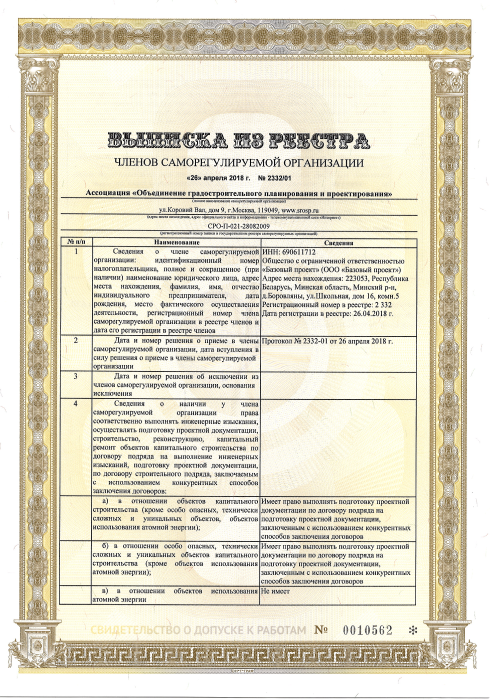 ВЫПИСКА ИЗ РЕЕСТРА
ЧЛЕНОВ САМОРЕГУЛИРУЕМОЙ ОРГАНИЗАЦИИ
«26» апреля 2018 г. № 2332/01
Ассоциация «Объединение градостроительного планирования и проектирования»
(полное наименование саморегулируемой организации)
ул.Коровий Вал, дом 9, г.Москва, 119049, www.srosp.ru
СРО-П-021-28082009
(регистрационный номер записи в государственном реестре саморегулируемых организаций)
№ п/п Наименование Сведения
1 Сведения о члене саморегулируемой
организации: идентификационный номер
налогоплательщика, полное и сокращенное (при
наличии) наименование юридического лица, адрес
места нахождения, фамилия, имя, отчество
индивидуального предпринимателя, дата
рождения, место фактического осуществления
деятельности, регистрационный номер члена
саморегулируемой организации в реестре членов и
дата его регистрации в реестре членов
ИНН: 690611712
Общество с ограниченной ответственностью
«Базовый проект» (ООО «Базовый проект»)
Адрес места нахождения: 223053, Республика
Беларусь, Минская область, Минский р-н,
д.Боровляны, ул.Школьная, дом 16, комн.5
Регистрационный номер в реестре: 2 332
Дата регистрации в реестре: 26.04.2018 г.
2 Дата и номер решения о приеме в члены
саморегулируемой организации, дата вступления в
силу решения о приеме в члены саморегулируемой
организации
Протокол № 2332-01 от 26 апреля 2018 г.
3 Дата и номер решения об исключении из
членов саморегулируемой организации, основания
исключения
4 Сведения о наличии у члена
саморегулируемой организации права
соответственно выполнять инженерные изыскания,
осуществлять подготовку проектной документации,
строительство, реконструкцию, капитальный
ремонт объектов капитального строительства по
договору подряда на выполнение инженерных
изысканий, подготовку проектной документации,
по договору строительного подряда, заключаемым
с использованием конкурентных способов
заключения договоров:
а) в отношении объектов капитального
строительства (кроме особо опасных, технически
сложных и уникальных объектов, объектов
использования атомной энергии);
Имеет право выполнять подготовку проектной
документации по договору подряда на
подготовку проектной документации,
заключенным с использованием конкурентных
способов заключения договоров
б) в отношении особо опасных, технически
сложных и уникальных объектов капитального
строительства (кроме объектов использования
атомной энергии);
Имеет право выполнять подготовку проектной
документации по договору подряда на
подготовку проектной документации,
заключенным с использованием конкурентных
способов заключения договоров
в) в отношении объектов использования
атомной энергии
Не имеет
СВИДЕТЕЛЬСТВО О ДОПУСКЕ К РАБОТАМ № 0010562 *